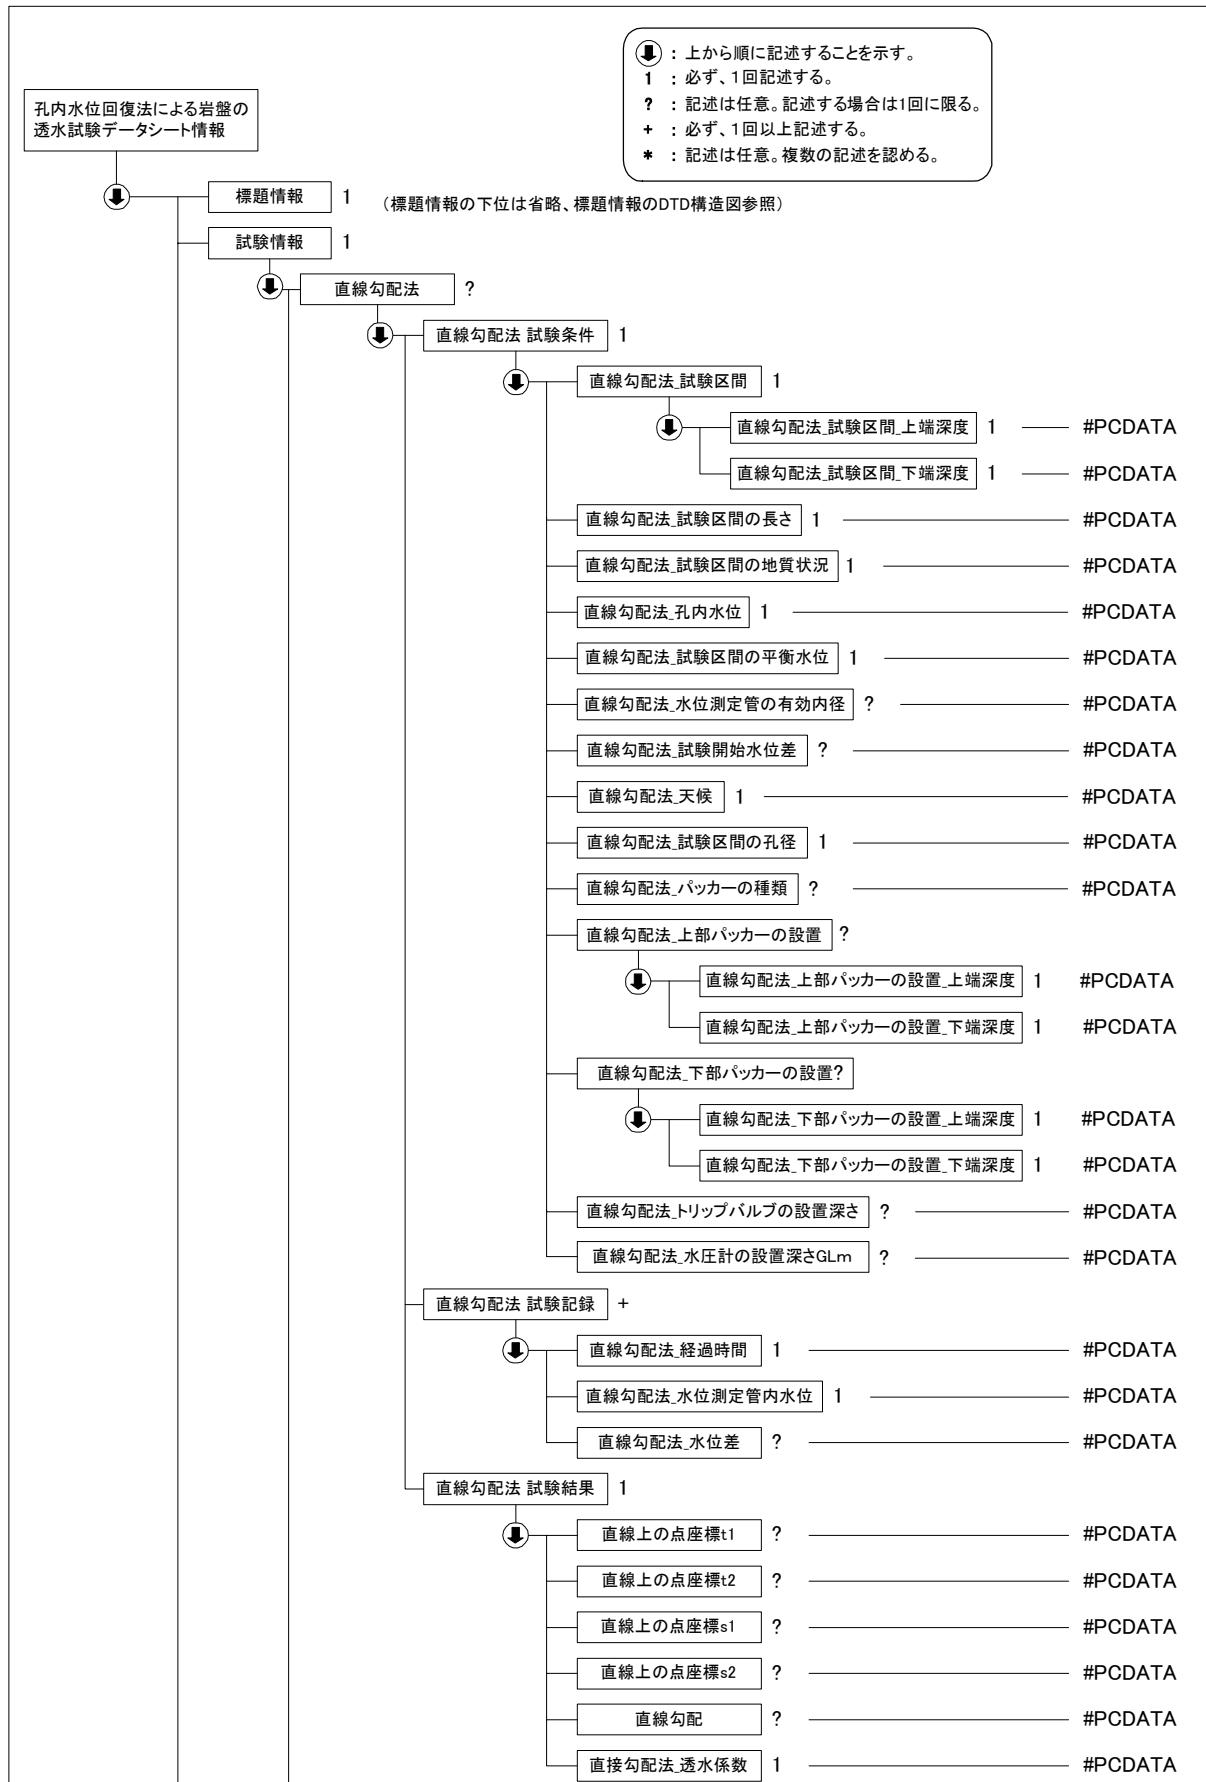 ⬇ : 上から順に記述することを示す。
1 : 必ず、1回記述する。
? : 記述は任意。記述する場合は1回に限る。
+ : 必ず、1回以上記述する。
* : 記述は任意。複数の記述を認める。
孔内水位回復法による岩盤の
透水試験データシート情報
標題情報 1 (標題情報の下位は省略、標題情報のDTD構造図参照)
試験情報 1
直線勾配法 ?
直線勾配法 試験条件 1
直線勾配法_試験区間 1
直線勾配法_試験区間_上端深度 1 #PCDATA
直線勾配法_試験区間_下端深度 1 #PCDATA
直線勾配法_試験区間の長さ 1 #PCDATA
直線勾配法_試験区間の地質状況 1 #PCDATA
直線勾配法_孔内水位 1 #PCDATA
直線勾配法_試験区間の平衡水位 1 #PCDATA
直線勾配法_水位測定管の有効内径 ? #PCDATA
直線勾配法_試験開始水位差 ? #PCDATA
直線勾配法_天候 1 #PCDATA
直線勾配法_試験区間の孔径 1 #PCDATA
直線勾配法_パッカーの種類 ? #PCDATA
直線勾配法_上部パッカーの設置 ?
直線勾配法_上部パッカーの設置_上端深度 1 #PCDATA
直線勾配法_上部パッカーの設置_下端深度 1 #PCDATA
直線勾配法_下部パッカーの設置?
直線勾配法_下部パッカーの設置_上端深度 1 #PCDATA
直線勾配法_下部パッカーの設置_下端深度 1 #PCDATA
直線勾配法_トリップバルブの設置深さ ? #PCDATA
直線勾配法_水圧計の設置深さGLm ? #PCDATA
直線勾配法 試験記録 +
直線勾配法_経過時間 1 #PCDATA
直線勾配法_水位測定管内水位 1 #PCDATA
直線勾配法_水位差 ? #PCDATA
直線勾配法 試験結果 1
直線上の点座標t1 ? #PCDATA
直線上の点座標t2 ? #PCDATA
直線上の点座標s1 ? #PCDATA
直線上の点座標s2 ? #PCDATA
直線勾配 ? #PCDATA
直接勾配法_透水係数 1 #PCDATA